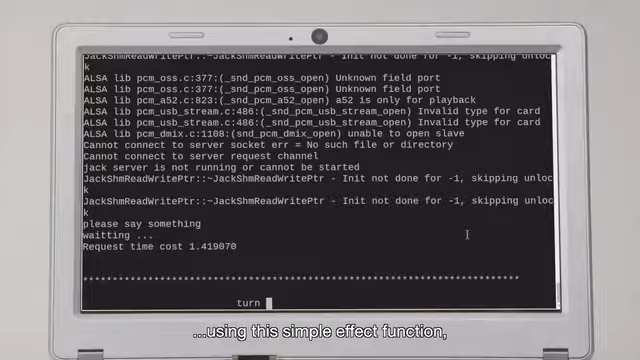 JackShmReadWritePtr::~JackShmReadWritePtr - Init not done for -1, skipping unloc
k
ALSA lib pcm_oss.c:377:(_snd_pcm_oss_open) Unknown field port
ALSA lib pcm_oss.c:377:(_snd_pcm_oss_open) Unknown field port
ALSA lib pcm_a52.c:823:(_snd_pcm_a52_open) a52 is only for playback
ALSA lib pcm_usb_stream.c:486:(_snd_pcm_usb_stream_open) Invalid type for card
ALSA lib pcm_usb_stream.c:486:(_snd_pcm_usb_stream_open) Invalid type for card
ALSA lib pcm_dmix.c:1108:(snd_pcm_dmix_open) unable to open slave
Cannot connect to server socket err = No such file or directory
Cannot connect to server request channel
jack server is not running or cannot be started
JackShmReadWritePtr::~JackShmReadWritePtr - Init not done for -1, skipping unloc
k
JackShmReadWritePtr::~JackShmReadWritePtr - Init not done for -1, skipping unloc
k
please say something
waitting ...
Request time cost 1.419070
******************************************************************************
turn
...using this simple effect function,